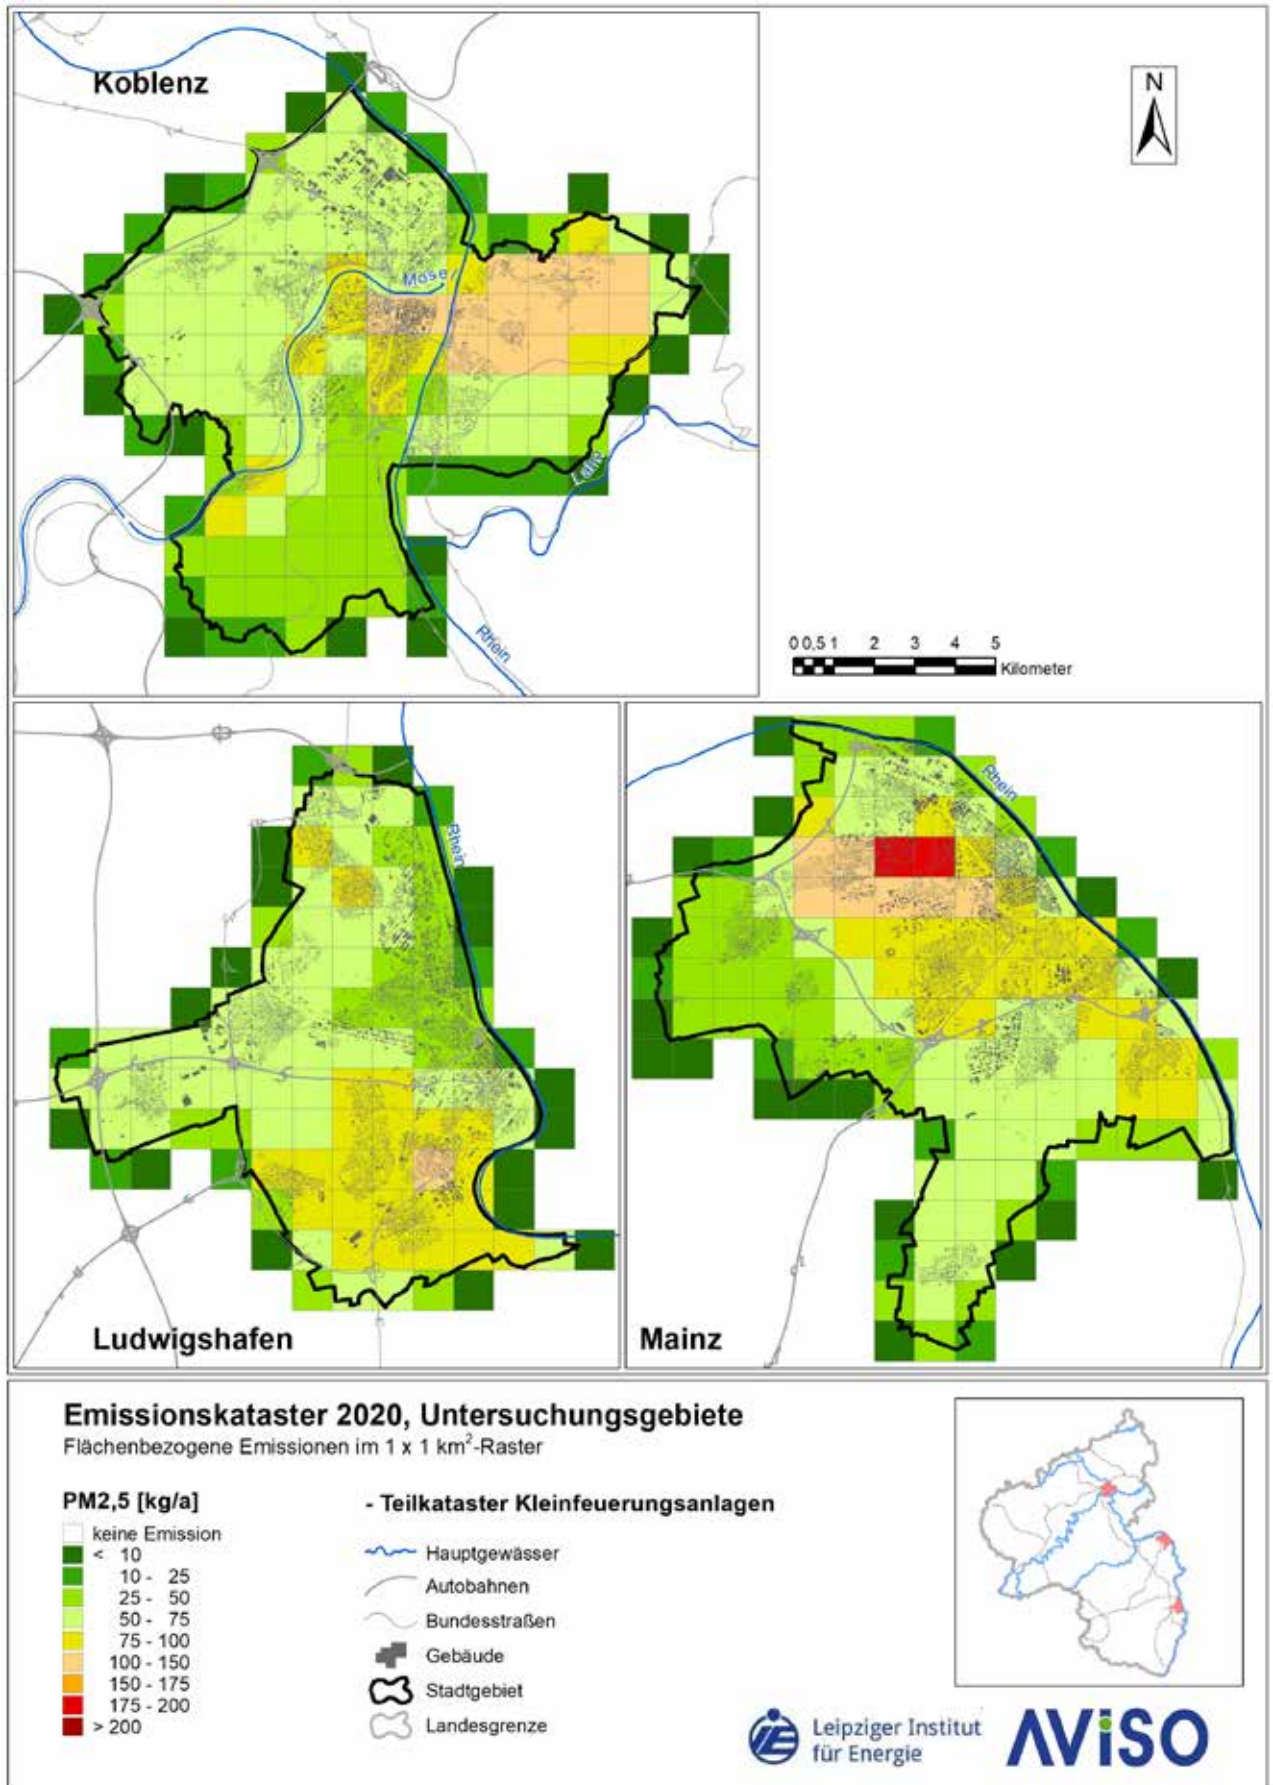 Koblenz
N
Mose
Lahn
Rhein
0 0,5 1 2 3 4 5
Kilometer
Rhein
Ludwigshafen
Rhein
Mainz
Emissionskataster 2020, Untersuchungsgebiete
Flächenbezogene Emissionen im 1 x 1 km²-Raster
PM2,5 [kg/a]
keine Emission
< 10
10 - 25
25 - 50
50 - 75
75 - 100
100 - 150
150 - 175
175 - 200
> 200
- Teilkataster Kleinfeuerungsanlagen
Hauptgewässer
Autobahnen
Bundesstraßen
Gebäude
Stadtgebiet
Landesgrenze
Leipziger Institut
für Energie
AViSO